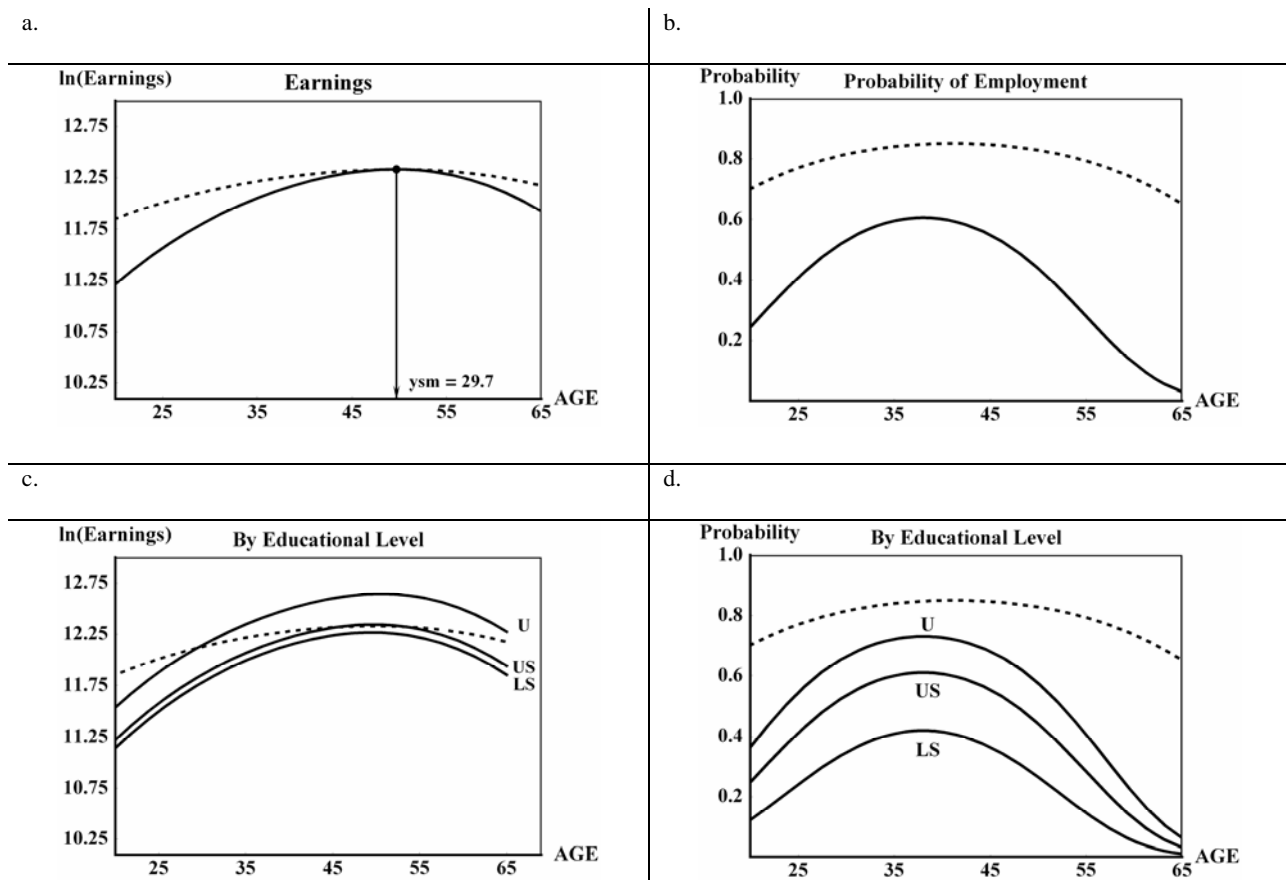 a.
b.
ln(Earnings) Earnings
12.75
12.25
11.75
11.25
10.75
10.25
ysm = 29.7
25 35 45 55 65 AGE
Probability Probability of Employment
1.0
0.8
0.6
0.4
0.2
25 35 45 55 65 AGE
c.
d.
ln(Earnings) By Educational Level
12.75
12.25
11.75
11.25
10.75
10.25
U
US
LS
25 35 45 55 65 AGE
Probability By Educational Level
1.0
0.8
0.6
0.4
0.2
U
US
LS
25 35 45 55 65 AGE